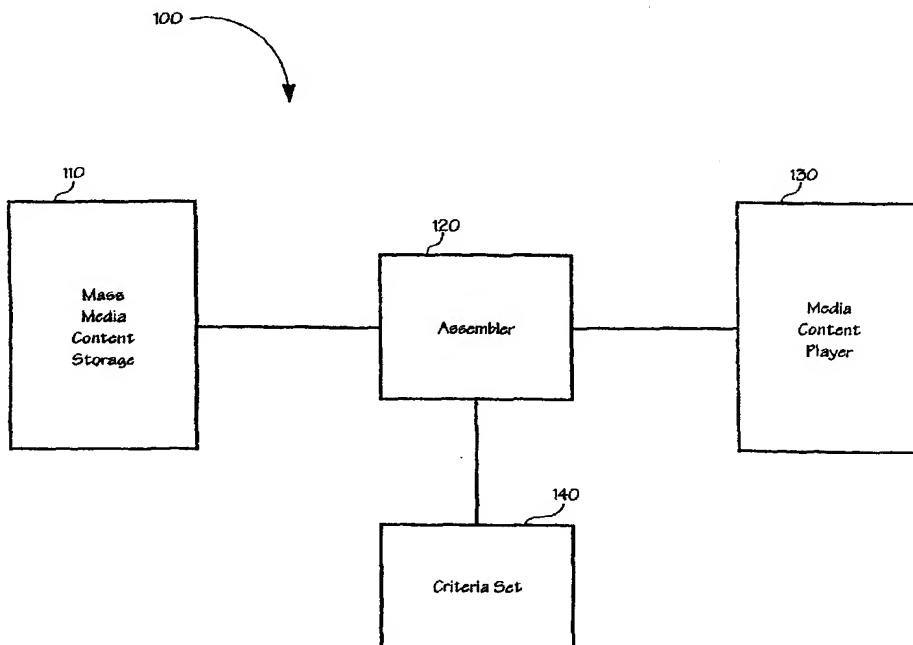 100
110
Mass
Media
Content
Storage
120
Assembler
130
Media
Content
Player
140
Criteria Set